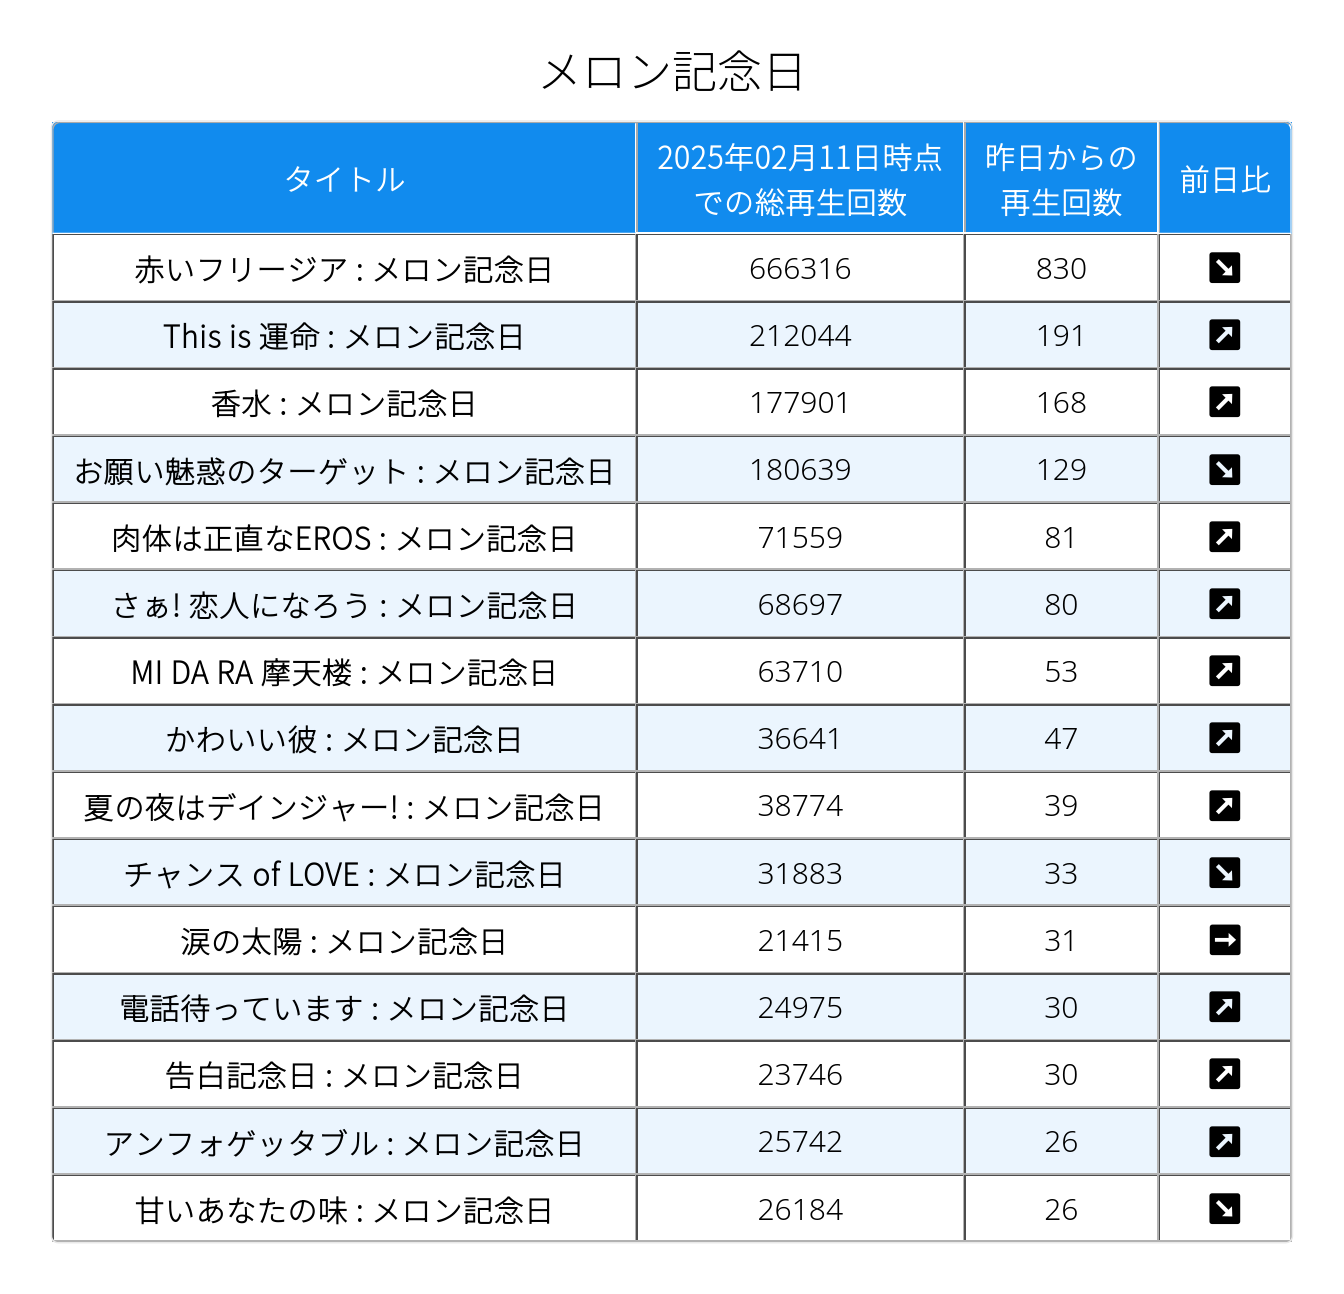 メロン記念日
タイトル
2025年02月11日時点
での総再生回数
昨日からの
再生回数
前日比
赤いフリージア : メロン記念日 666316 830 ↘
This is 運命 : メロン記念日 212044 191 ↗
香水 : メロン記念日 177901 168 ↗
お願い魅惑のターゲット : メロン記念日 180639 129 ↘
肉体は正直なEROS : メロン記念日 71559 81 ↗
さぁ! 恋人になろう : メロン記念日 68697 80 ↗
MI DA RA 摩天楼 : メロン記念日 63710 53 ↗
かわいい彼 : メロン記念日 36641 47 ↗
夏の夜はデインジャー! : メロン記念日 38774 39 ↗
チャンス of LOVE : メロン記念日 31883 33 ↘
涙の太陽 : メロン記念日 21415 31 →
電話待っています : メロン記念日 24975 30 ↗
告白記念日 : メロン記念日 23746 30 ↗
アンフォゲッタブル : メロン記念日 25742 26 ↗
甘いあなたの味 : メロン記念日 26184 26 ↘